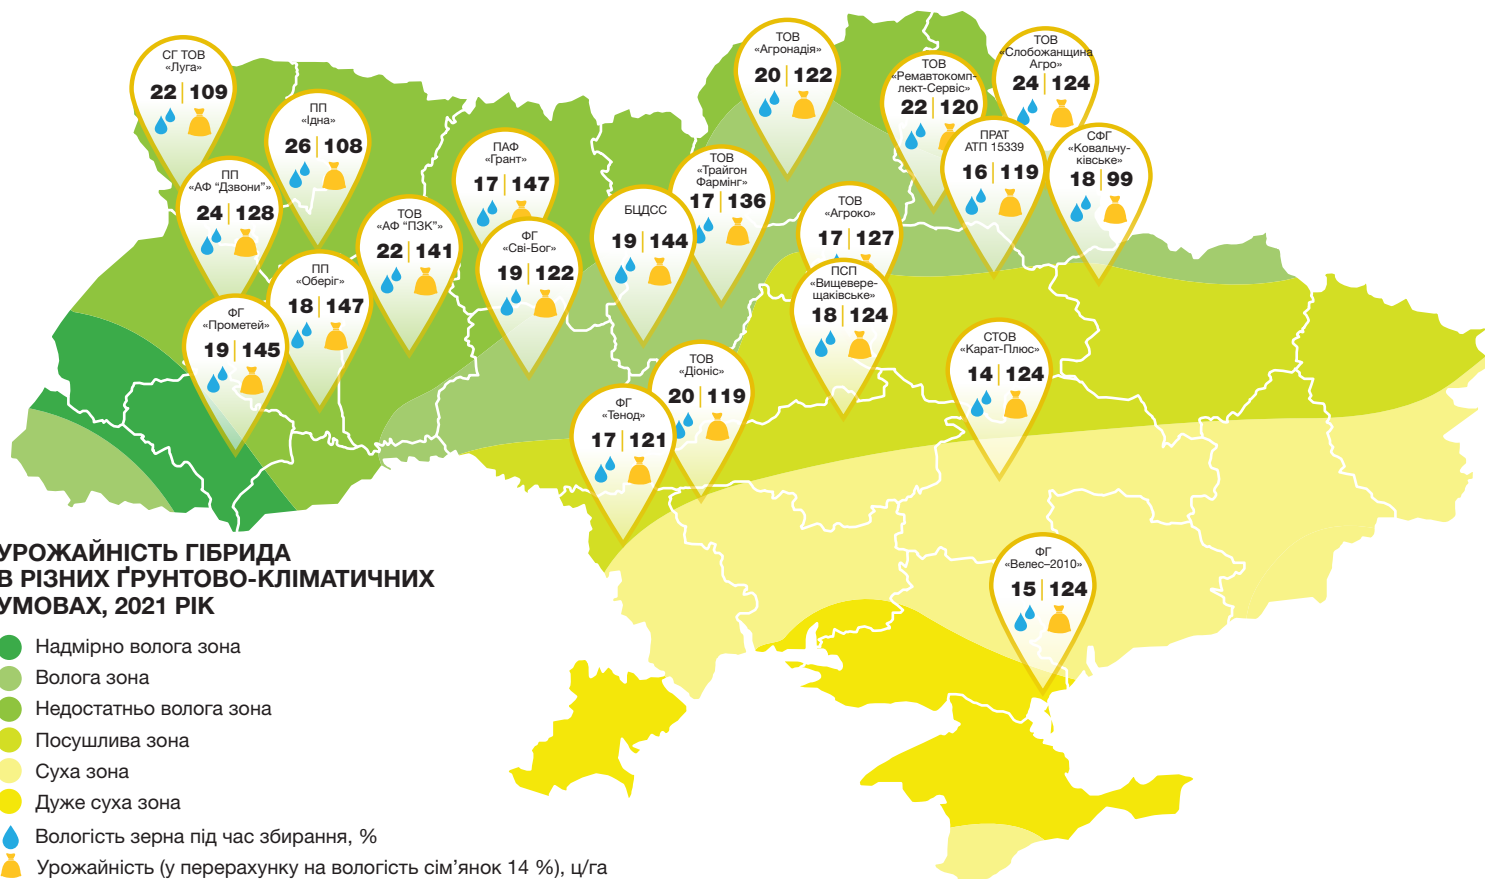 СГ ТОВ
«Луга»
22 109
ПП
«Ідна»
26 108
ПП
«АФ “Дзвони”»
24 128
ТОВ
«АФ “ПЗК”»
22 141
ПП
«Оберіг»
18 147
ФГ
«Прометей»
19 145
ПАФ
«Грант»
17 147
ФГ
«Сві-Бог»
19 122
БЦДСС
19 144
ТОВ
«Трайгон
Фармінг»
17 136
ТОВ
«Агронадія»
20 122
ТОВ
«Ремавтокомп-
лект-Сервіс»
22 120
ТОВ
«Слобожанщина
Агро»
24 124
ПРАТ
АТП 15339
16 119
СФГ
«Ковальчу-
ківське»
18 99
ТОВ
«Агроко»
17 127
ПСП
«Вищевере-
щаківське»
18 124
СТОВ
«Карат-Плюс»
14 124
ТОВ
«Діоніс»
20 119
ФГ
«Тенод»
17 121
ФГ
«Велес–2010»
15 124
УРОЖАЙНІСТЬ ГІБРИДА
В РІЗНИХ ҐРУНТОВО-КЛІМАТИЧНИХ
УМОВАХ, 2021 РІК
Надмірно волога зона
Волога зона
Недостатньо волога зона
Посушлива зона
Суха зона
Дуже суха зона
Вологість зерна під час збирання, %
Урожайність (у перерахунку на вологість сім’янок 14 %), ц/га